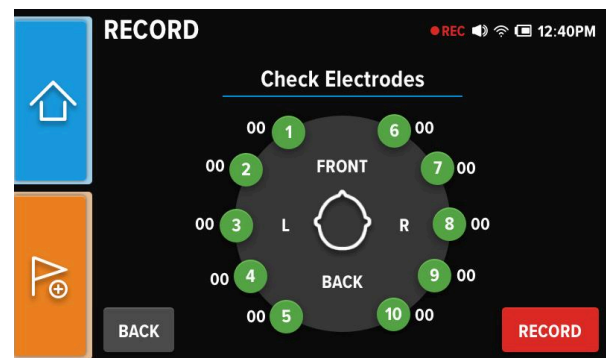 RECORD
REC 12:40PM
Check Electrodes
00 1 6 00
00 2 FRONT 7 00
00 3 L R 8 00
00 4 BACK 9 00
00 5 10 00
BACK
RECORD